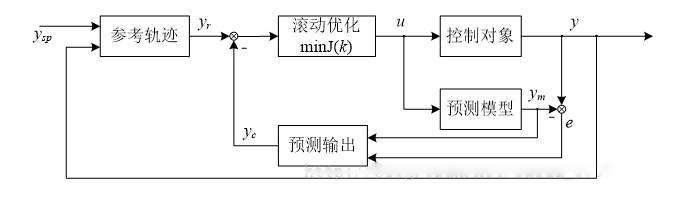 y_sp
参考轨迹
y_r
-
滚动优化
minJ(k)
u
控制对象
y
预测模型
y_m
-
e
预测输出
y_c